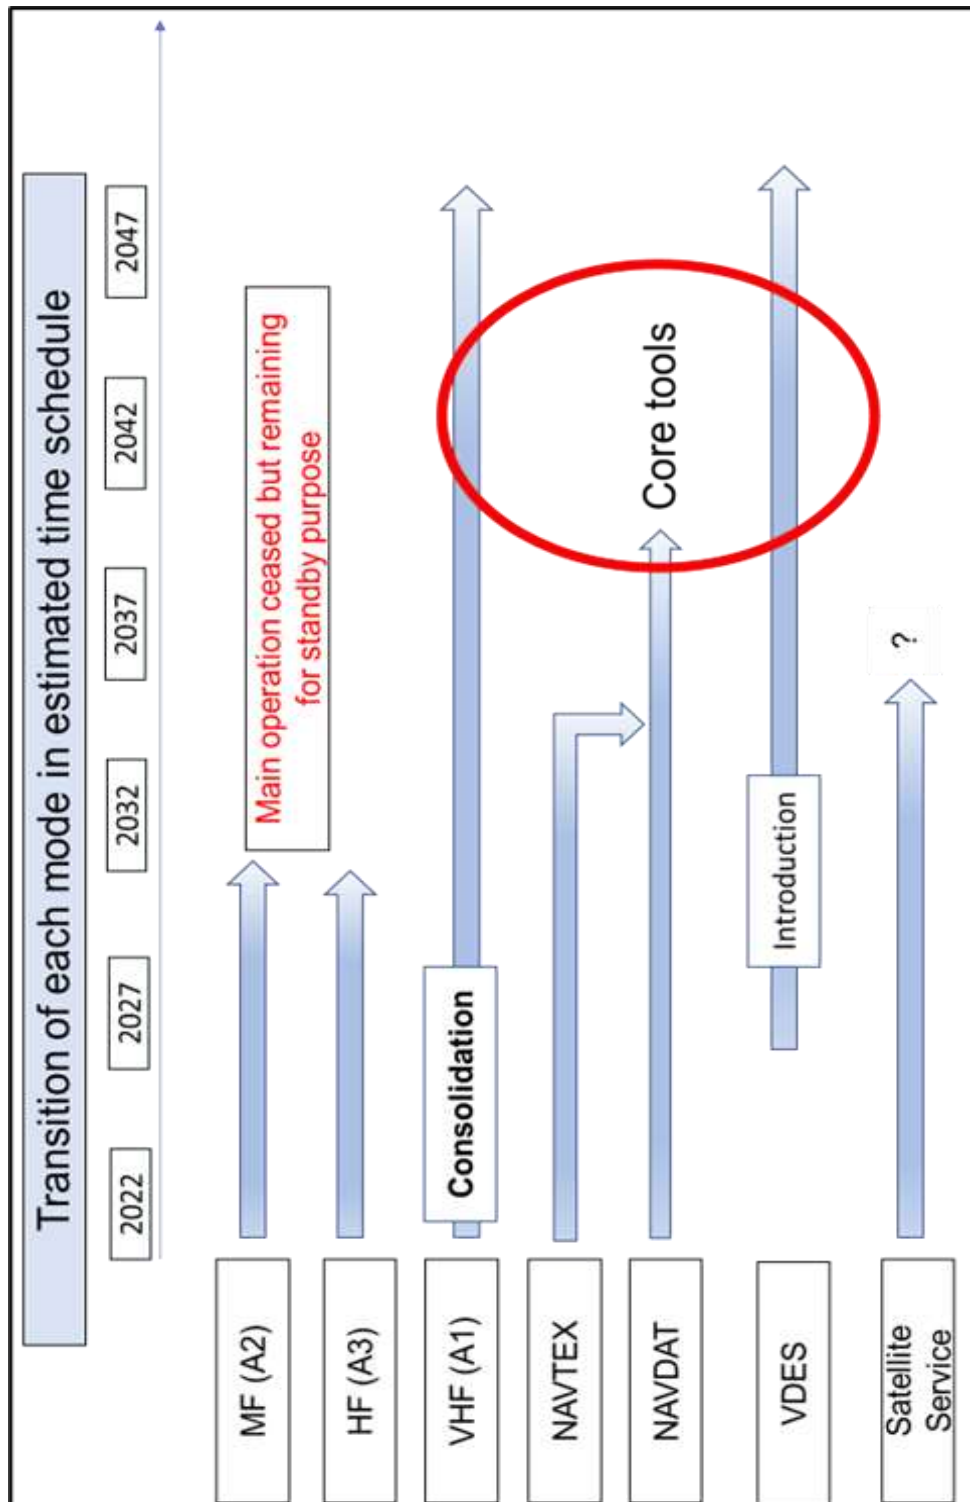 Transition of each mode in estimated time schedule
2022
2027
2032
2037
2042
2047
MF (A2)
Main operation ceased but remaining
for standby purpose
HF (A3)
VHF (A1)
Consolidation
NAVTEX
NAVDAT
Core tools
VDES
Introduction
Satellite
Service
?